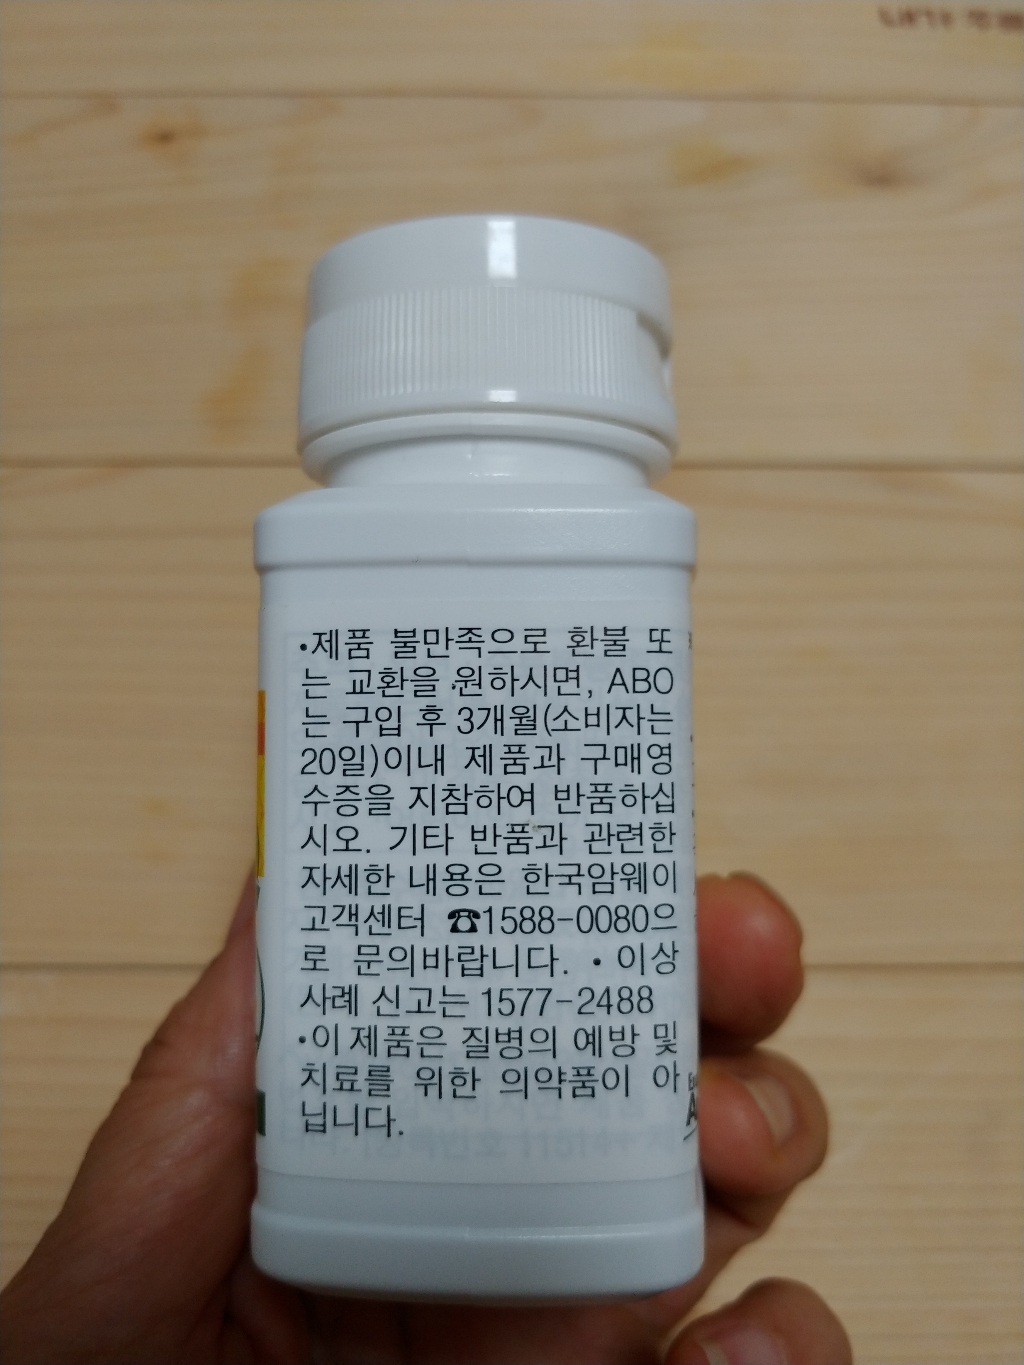 •제품 불만족으로 환불 또
는 교환을 원하시면, ABO
는 구입 후 3개월(소비자는
20일)이내 제품과 구매영
수증을 지참하여 반품하십
시오. 기타 반품과 관련한
자세한 내용은 한국암웨이
고객센터 ☎1588-0080으
로 문의바랍니다. • 이상
사례 신고는 1577-2488
•이 제품은 질병의 예방 및
치료를 위한 의약품이 아
닙니다.